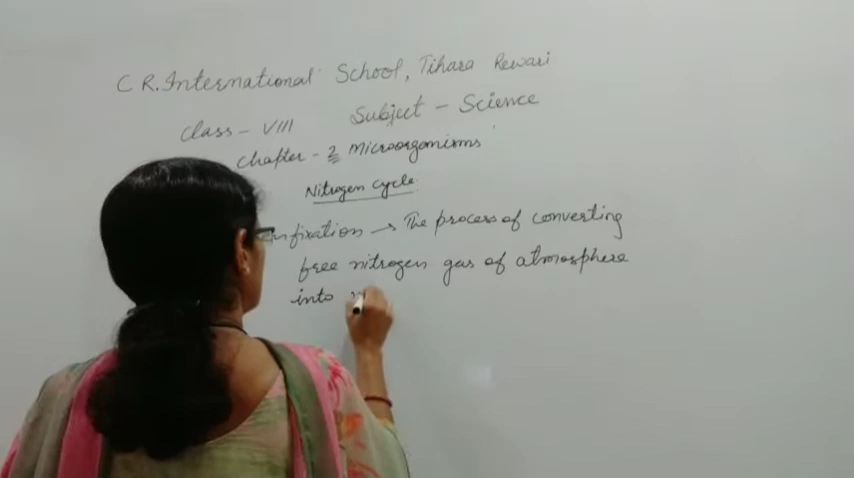 C R. International School, Tihara Rewari
Class - VIII Subject - Science
Chapter - 2 Microorganisms
Nitrogen Cycle
fixation → The process of converting
free nitrogen gas of atmosphere
into